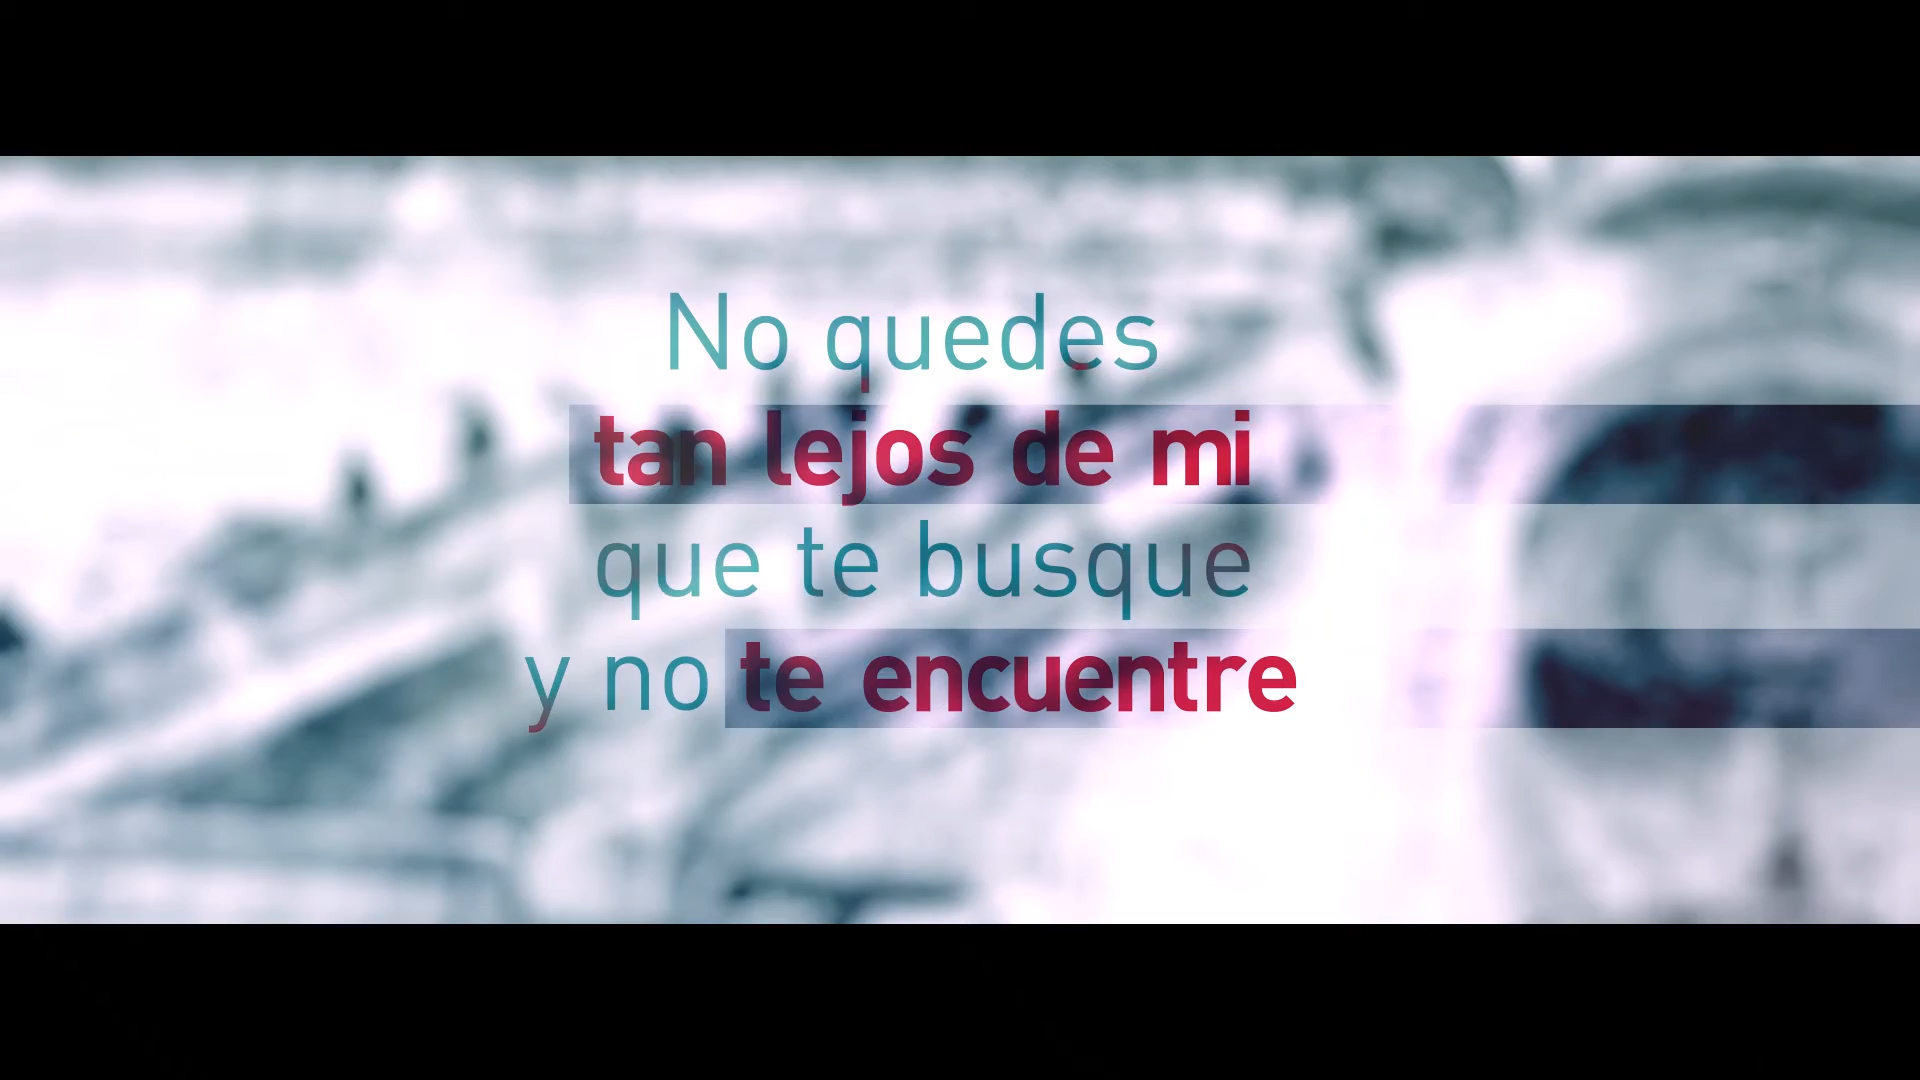 No quedes
tan lejos de mi
que te busque
y no te encuentre